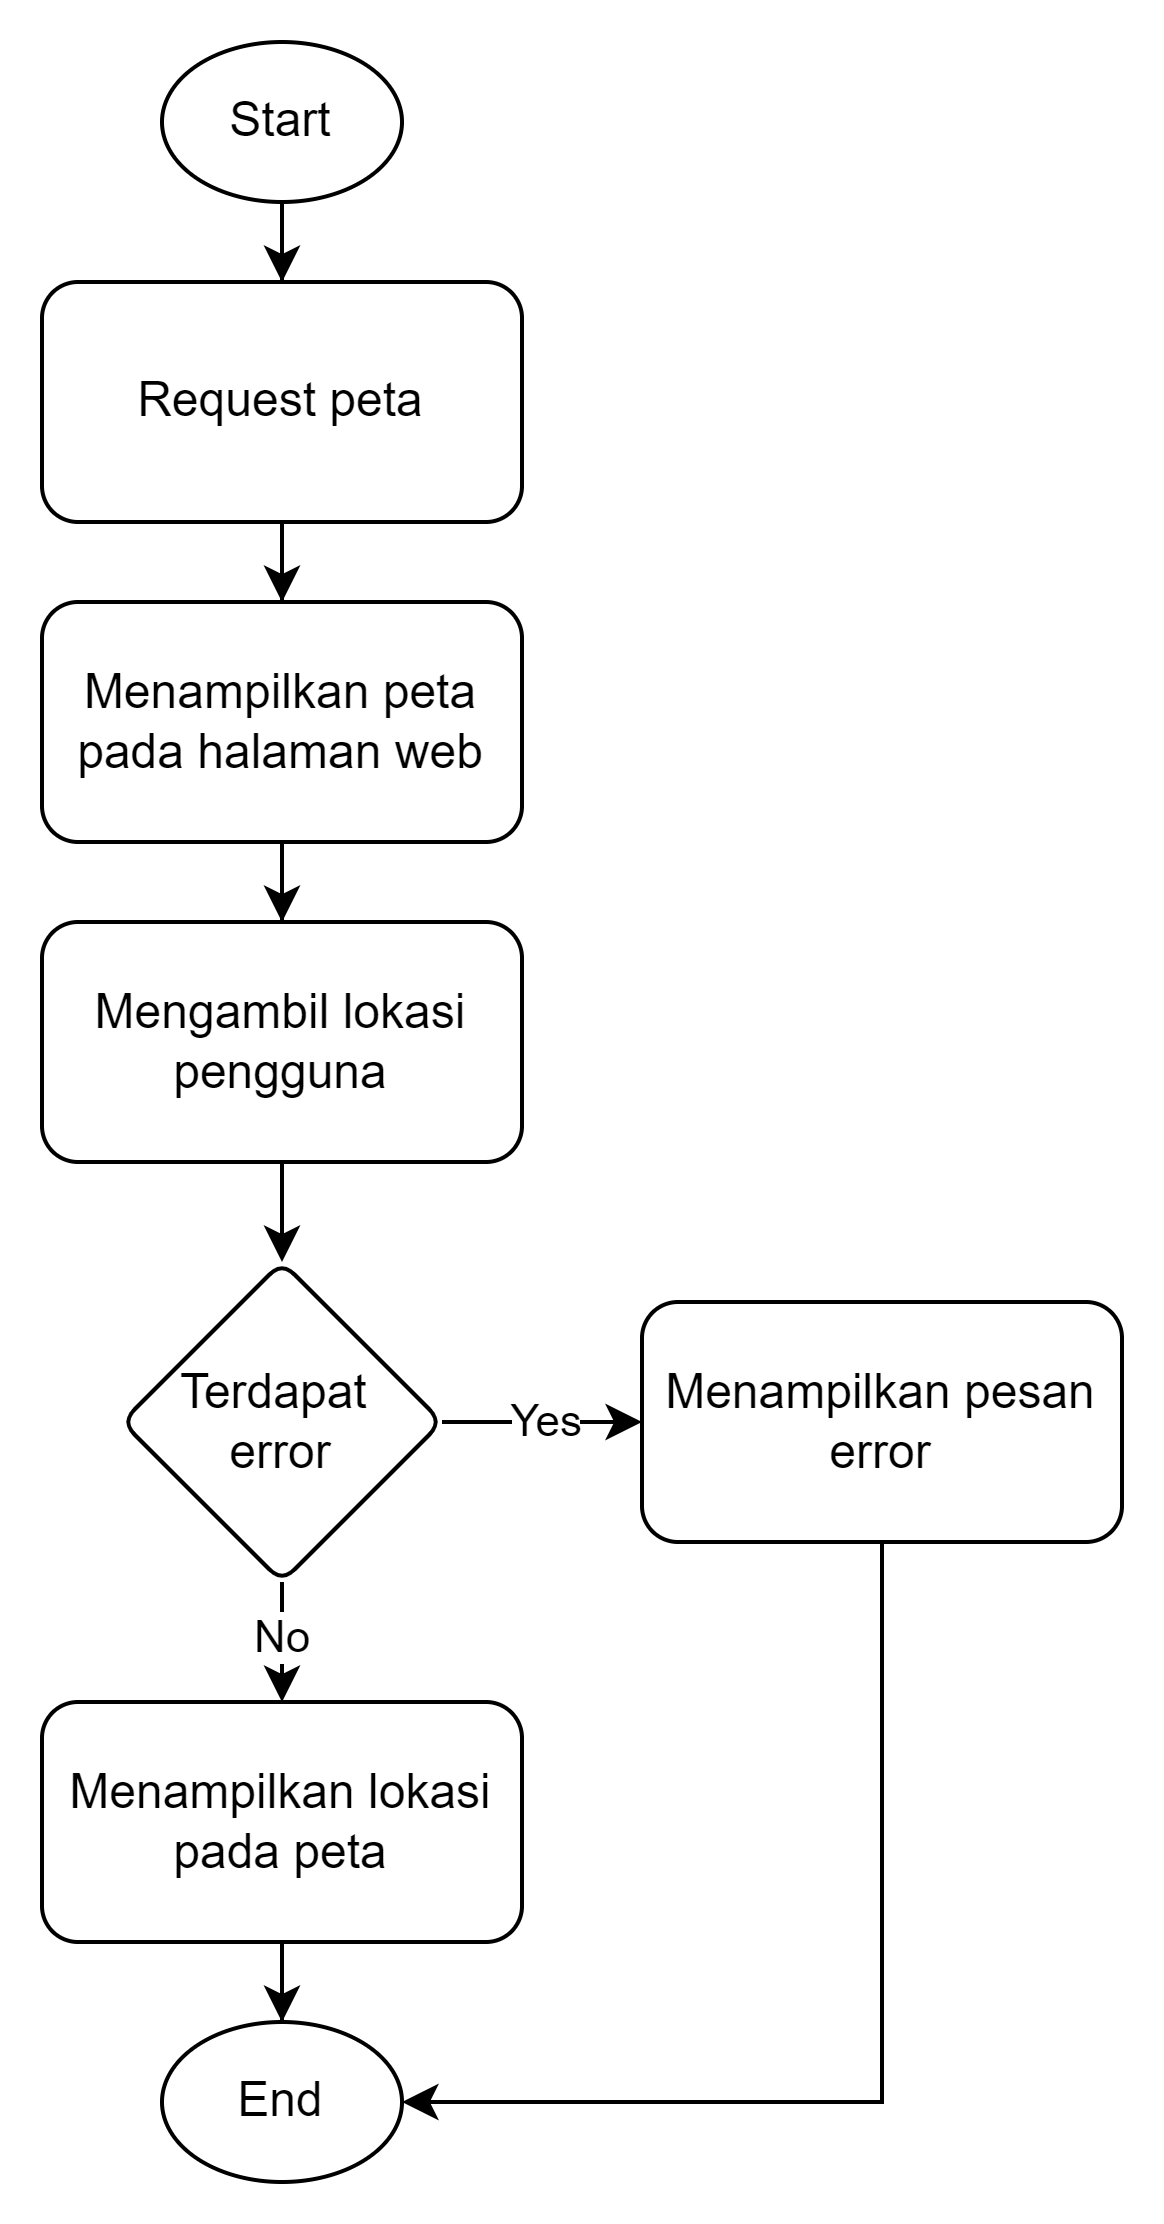 Start
Request peta
Menampilkan peta
pada halaman web
Mengambil lokasi
pengguna
Terdapat
error
Yes
Menampilkan pesan
error
No
Menampilkan lokasi
pada peta
End